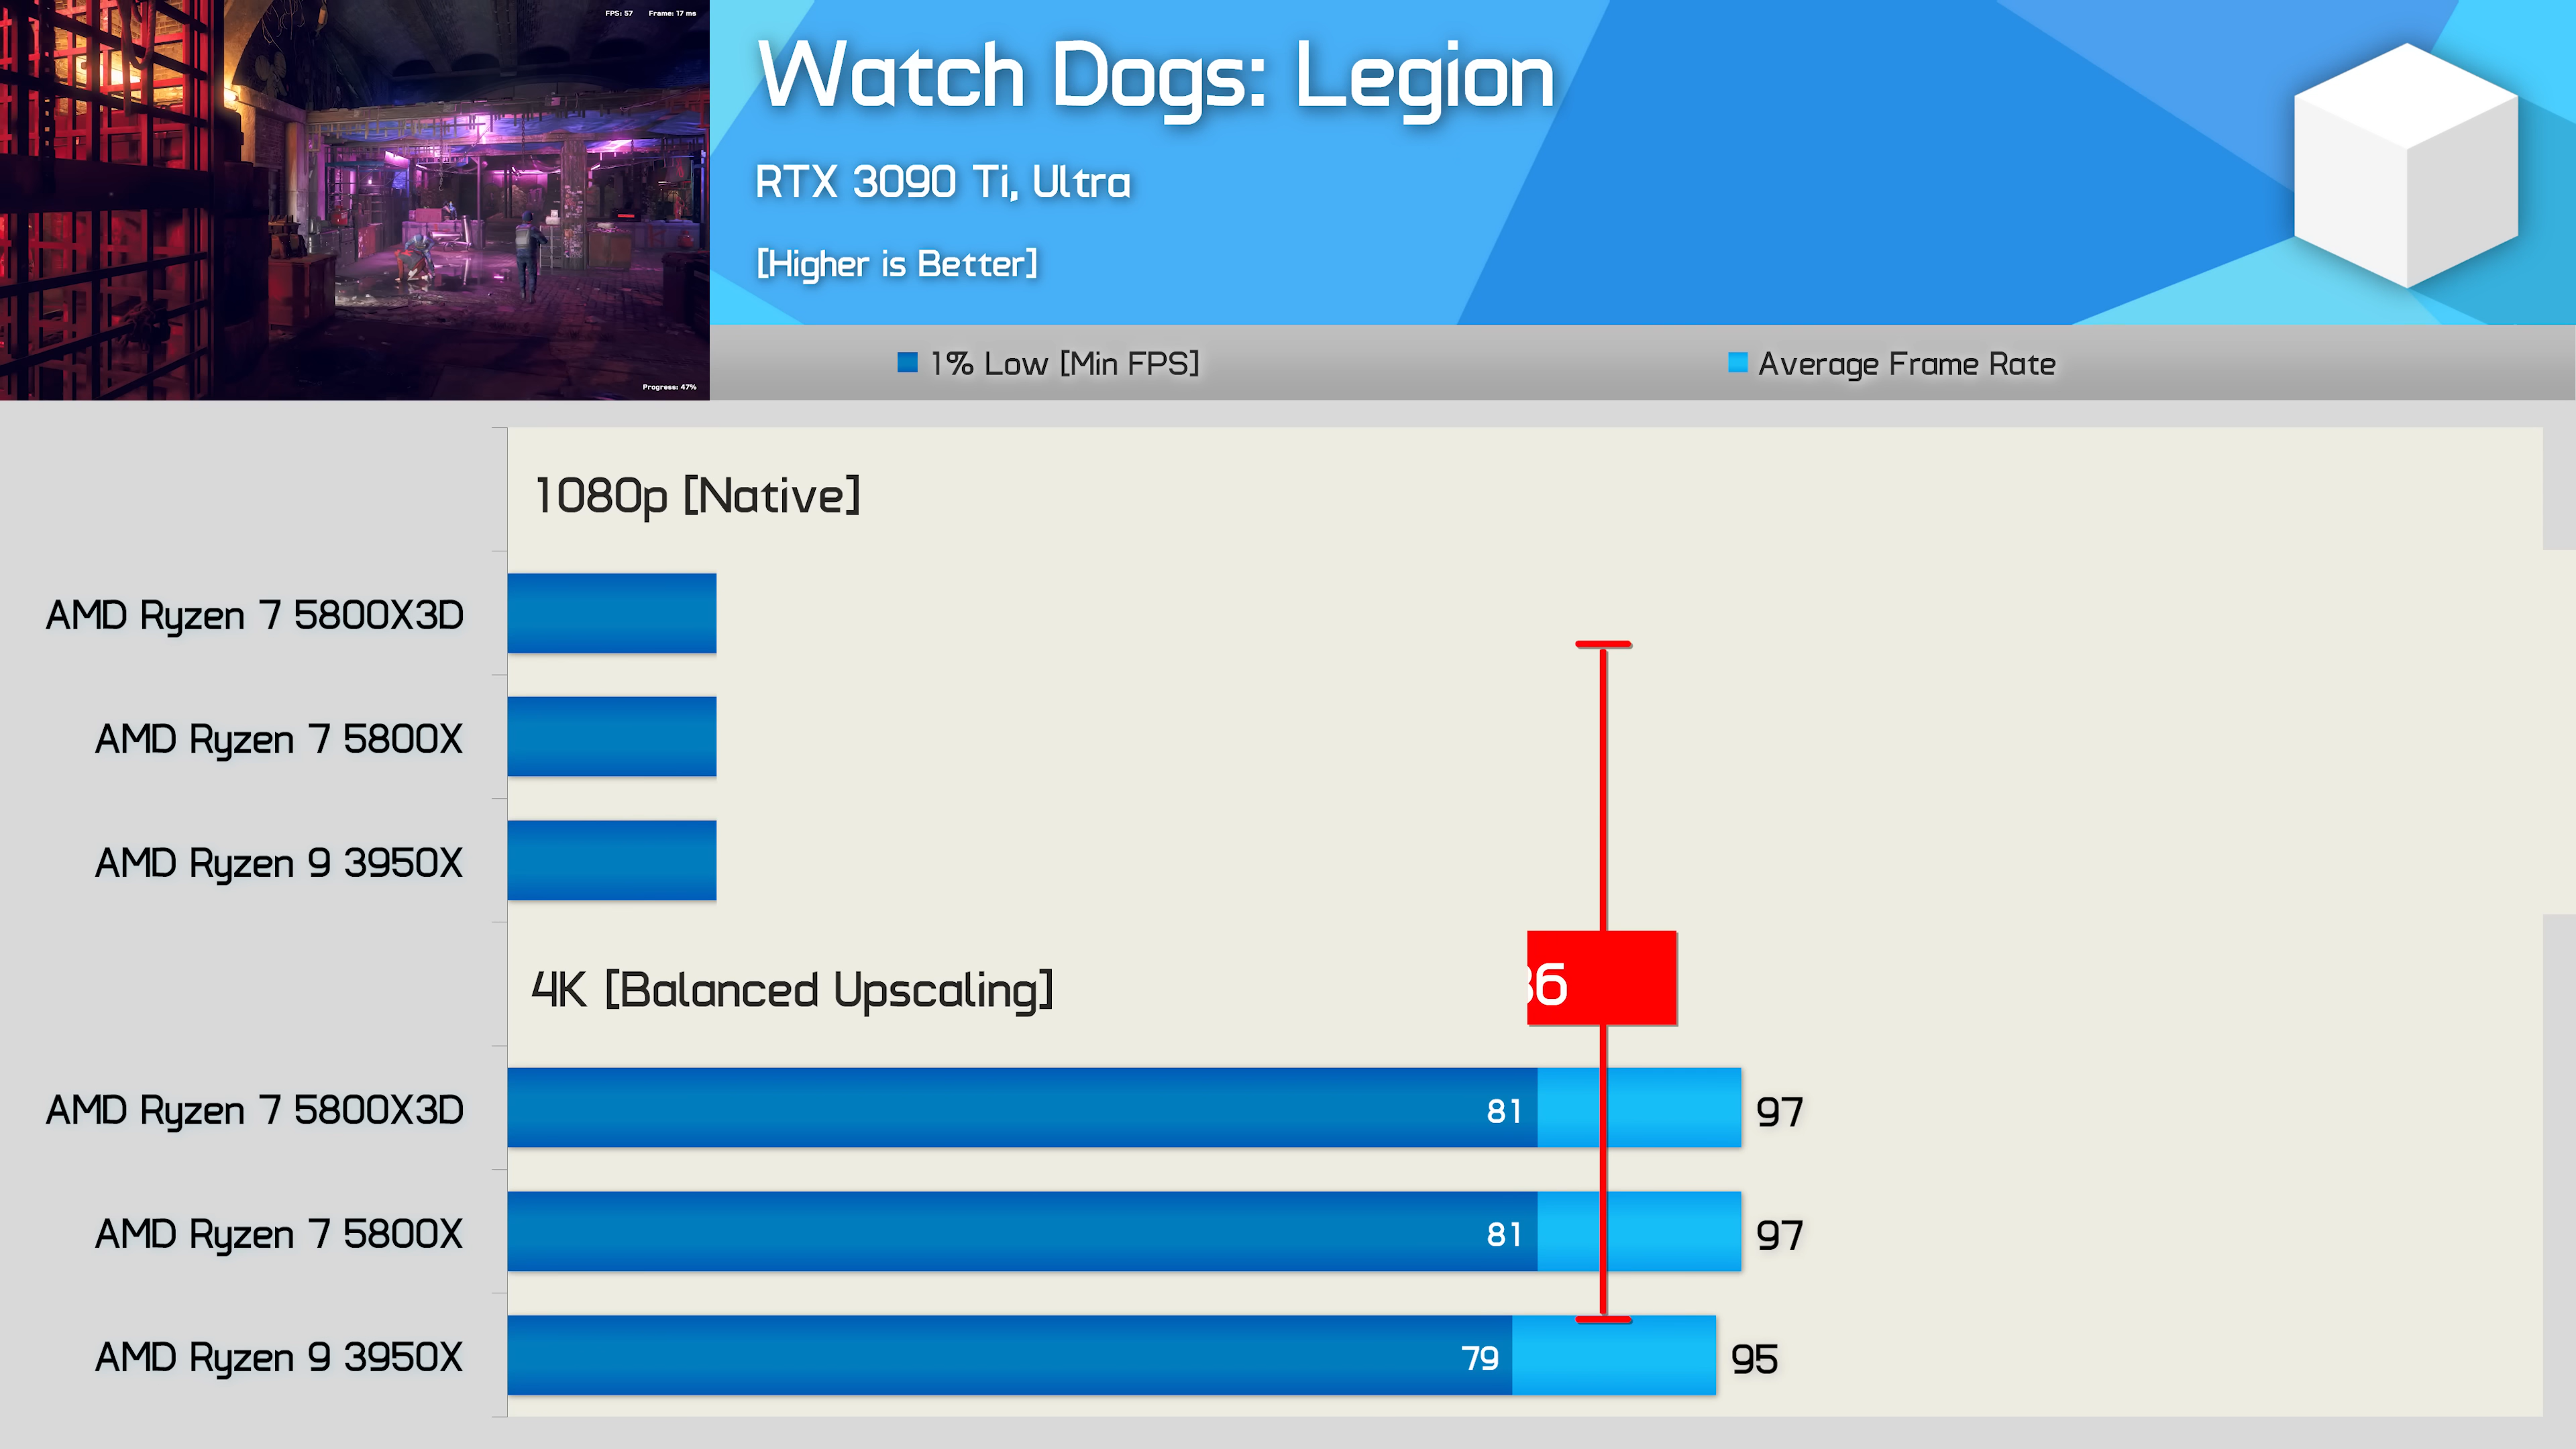 FPS: 57 Frame: 17 ms
Progress: 47%
Watch Dogs: Legion
RTX 3090 Ti, Ultra
[Higher is Better]
1% Low [Min FPS]
Average Frame Rate
1080p [Native]
AMD Ryzen 7 5800X3D
AMD Ryzen 7 5800X
AMD Ryzen 9 3950X
4K [Balanced Upscaling]
AMD Ryzen 7 5800X3D 81 97
AMD Ryzen 7 5800X 81 97
AMD Ryzen 9 3950X 79 95